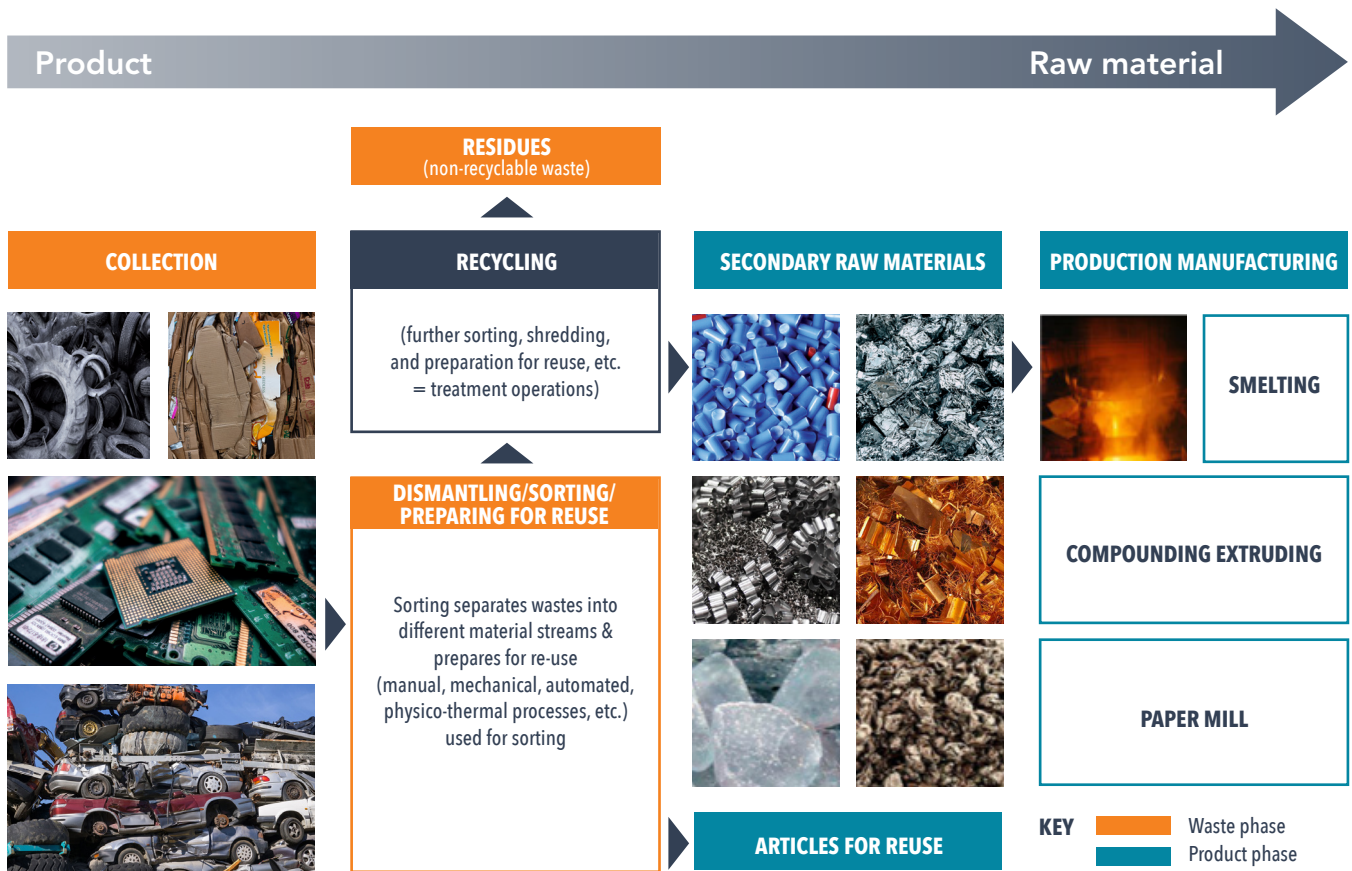 Product
Raw material
RESIDUES
(non-recyclable waste)
COLLECTION
RECYCLING
(further sorting, shredding,
and preparation for reuse, etc.
= treatment operations)
DISMANTLING/SORTING/
PREPARING FOR REUSE
Sorting separates wastes into
different material streams &
prepares for re-use
(manual, mechanical, automated,
physico-thermal processes, etc.)
used for sorting
SECONDARY RAW MATERIALS
ARTICLES FOR REUSE
PRODUCTION MANUFACTURING
SMELTING
COMPOUNDING EXTRUDING
PAPER MILL
KEY
Waste phase
Product phase